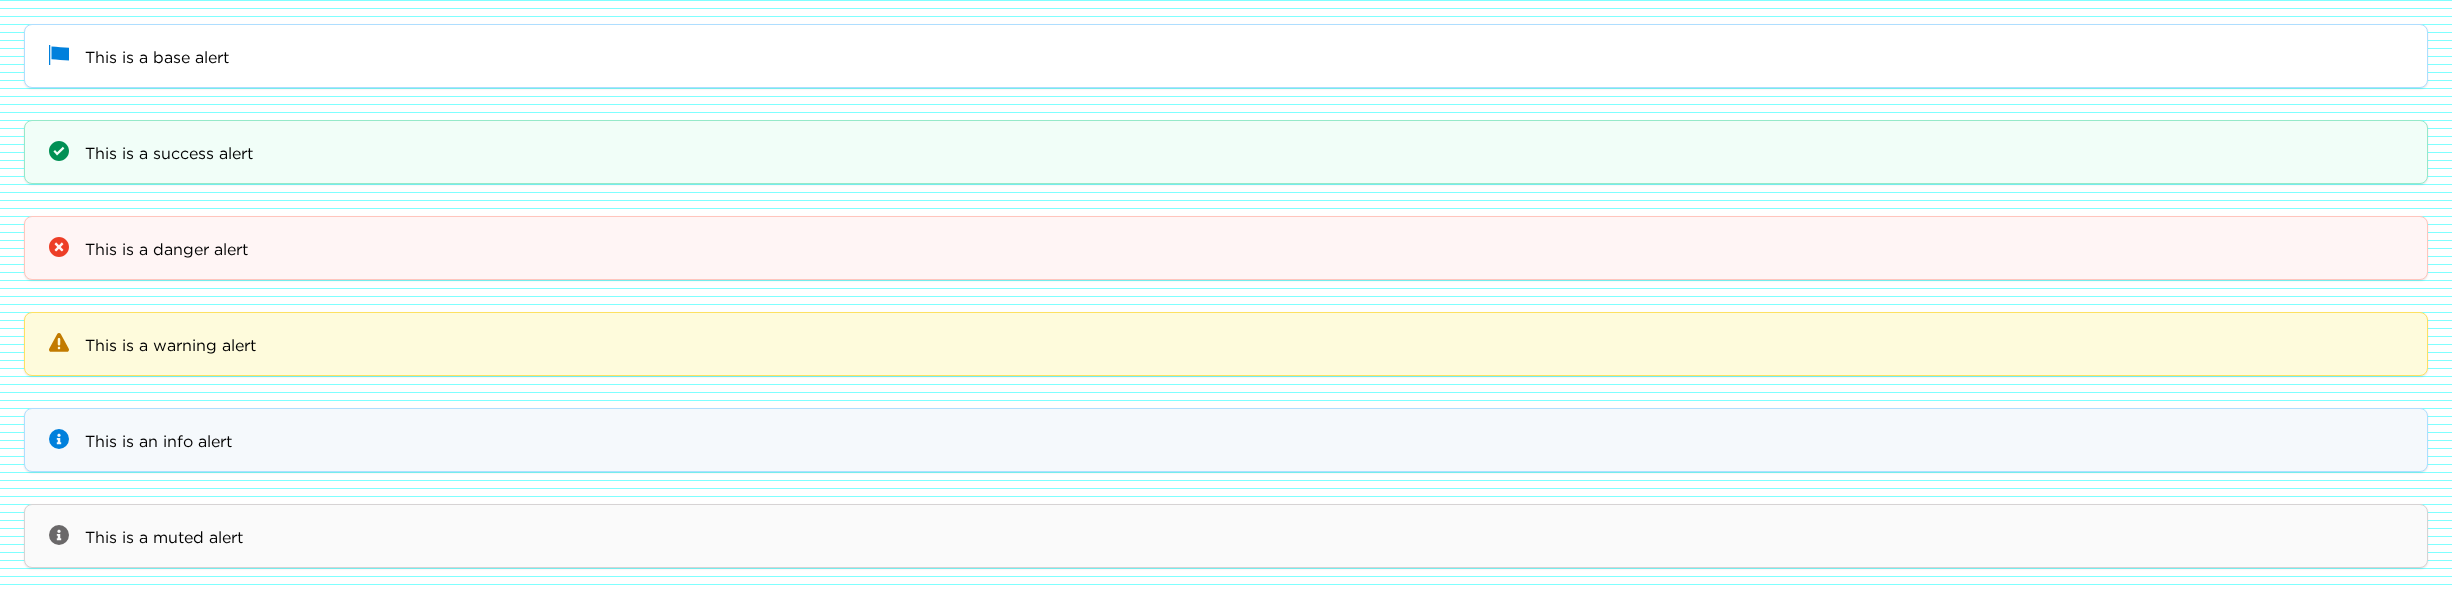 This is a base alert
This is a success alert
This is a danger alert
This is a warning alert
This is an info alert
This is a muted alert